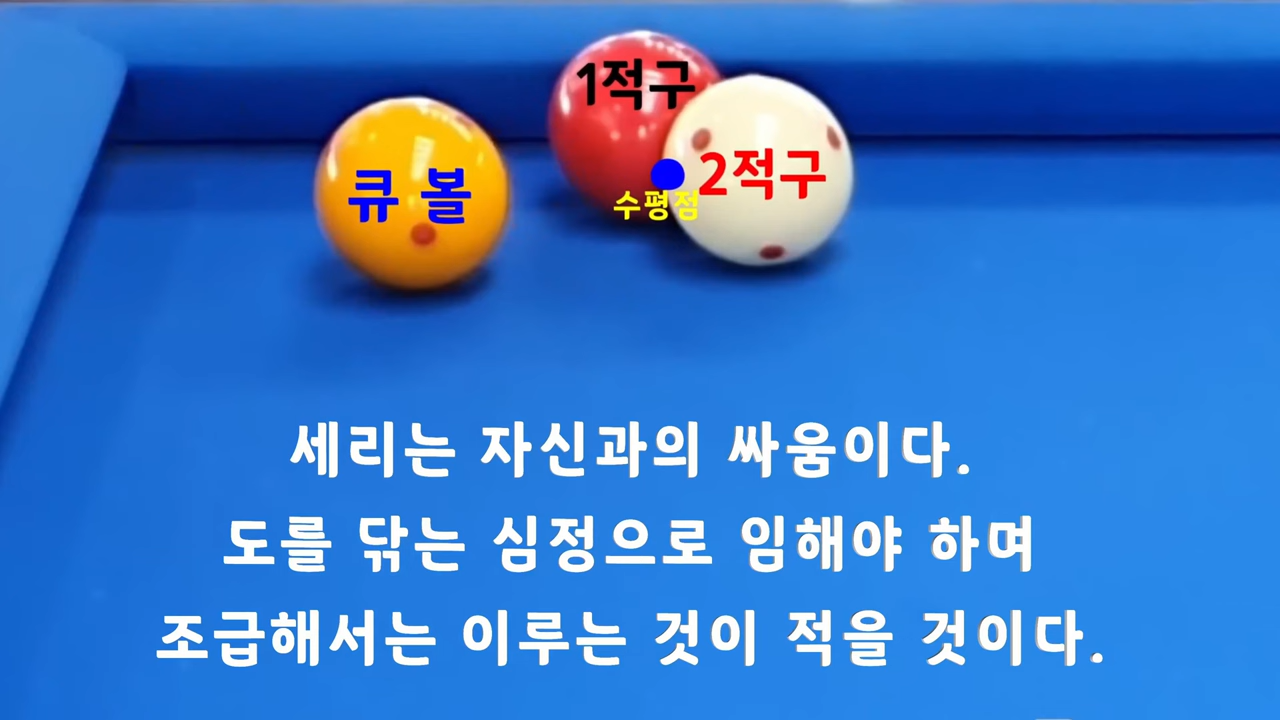 1적구
2적구
큐 볼
수평점
세리는 자신과의 싸움이다.
도를 닦는 심정으로 임해야 하며
조급해서는 이루는 것이 적을 것이다.